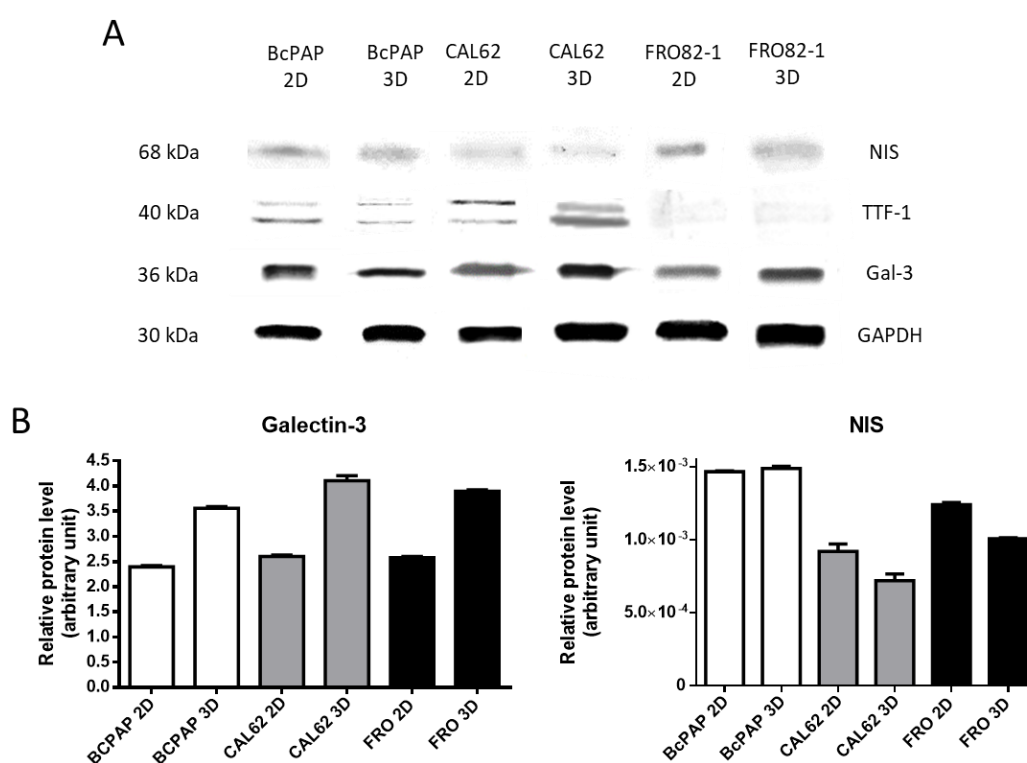 A
BcPAP 2D
BcPAP 3D
CAL62 2D
CAL62 3D
FRO82-1 2D
FRO82-1 3D
68 kDa NIS
40 kDa TTF-1
36 kDa Gal-3
30 kDa GAPDH
B
Galectin-3
Relative protein level
(arbitrary unit)
4.5
4.0
3.5
3.0
2.5
2.0
1.5
1.0
0.5
0.0
BCPAP 2D
BCPAP 3D
CAL62 2D
CAL62 3D
FRO 2D
FRO 3D
NIS
Relative protein level
(arbitrary unit)
1.5×10⁻³
1.0×10⁻³
5.0×10⁻⁴
0
BcPAP 2D
BcPAP 3D
CAL62 2D
CAL62 3D
FRO 2D
FRO 3D